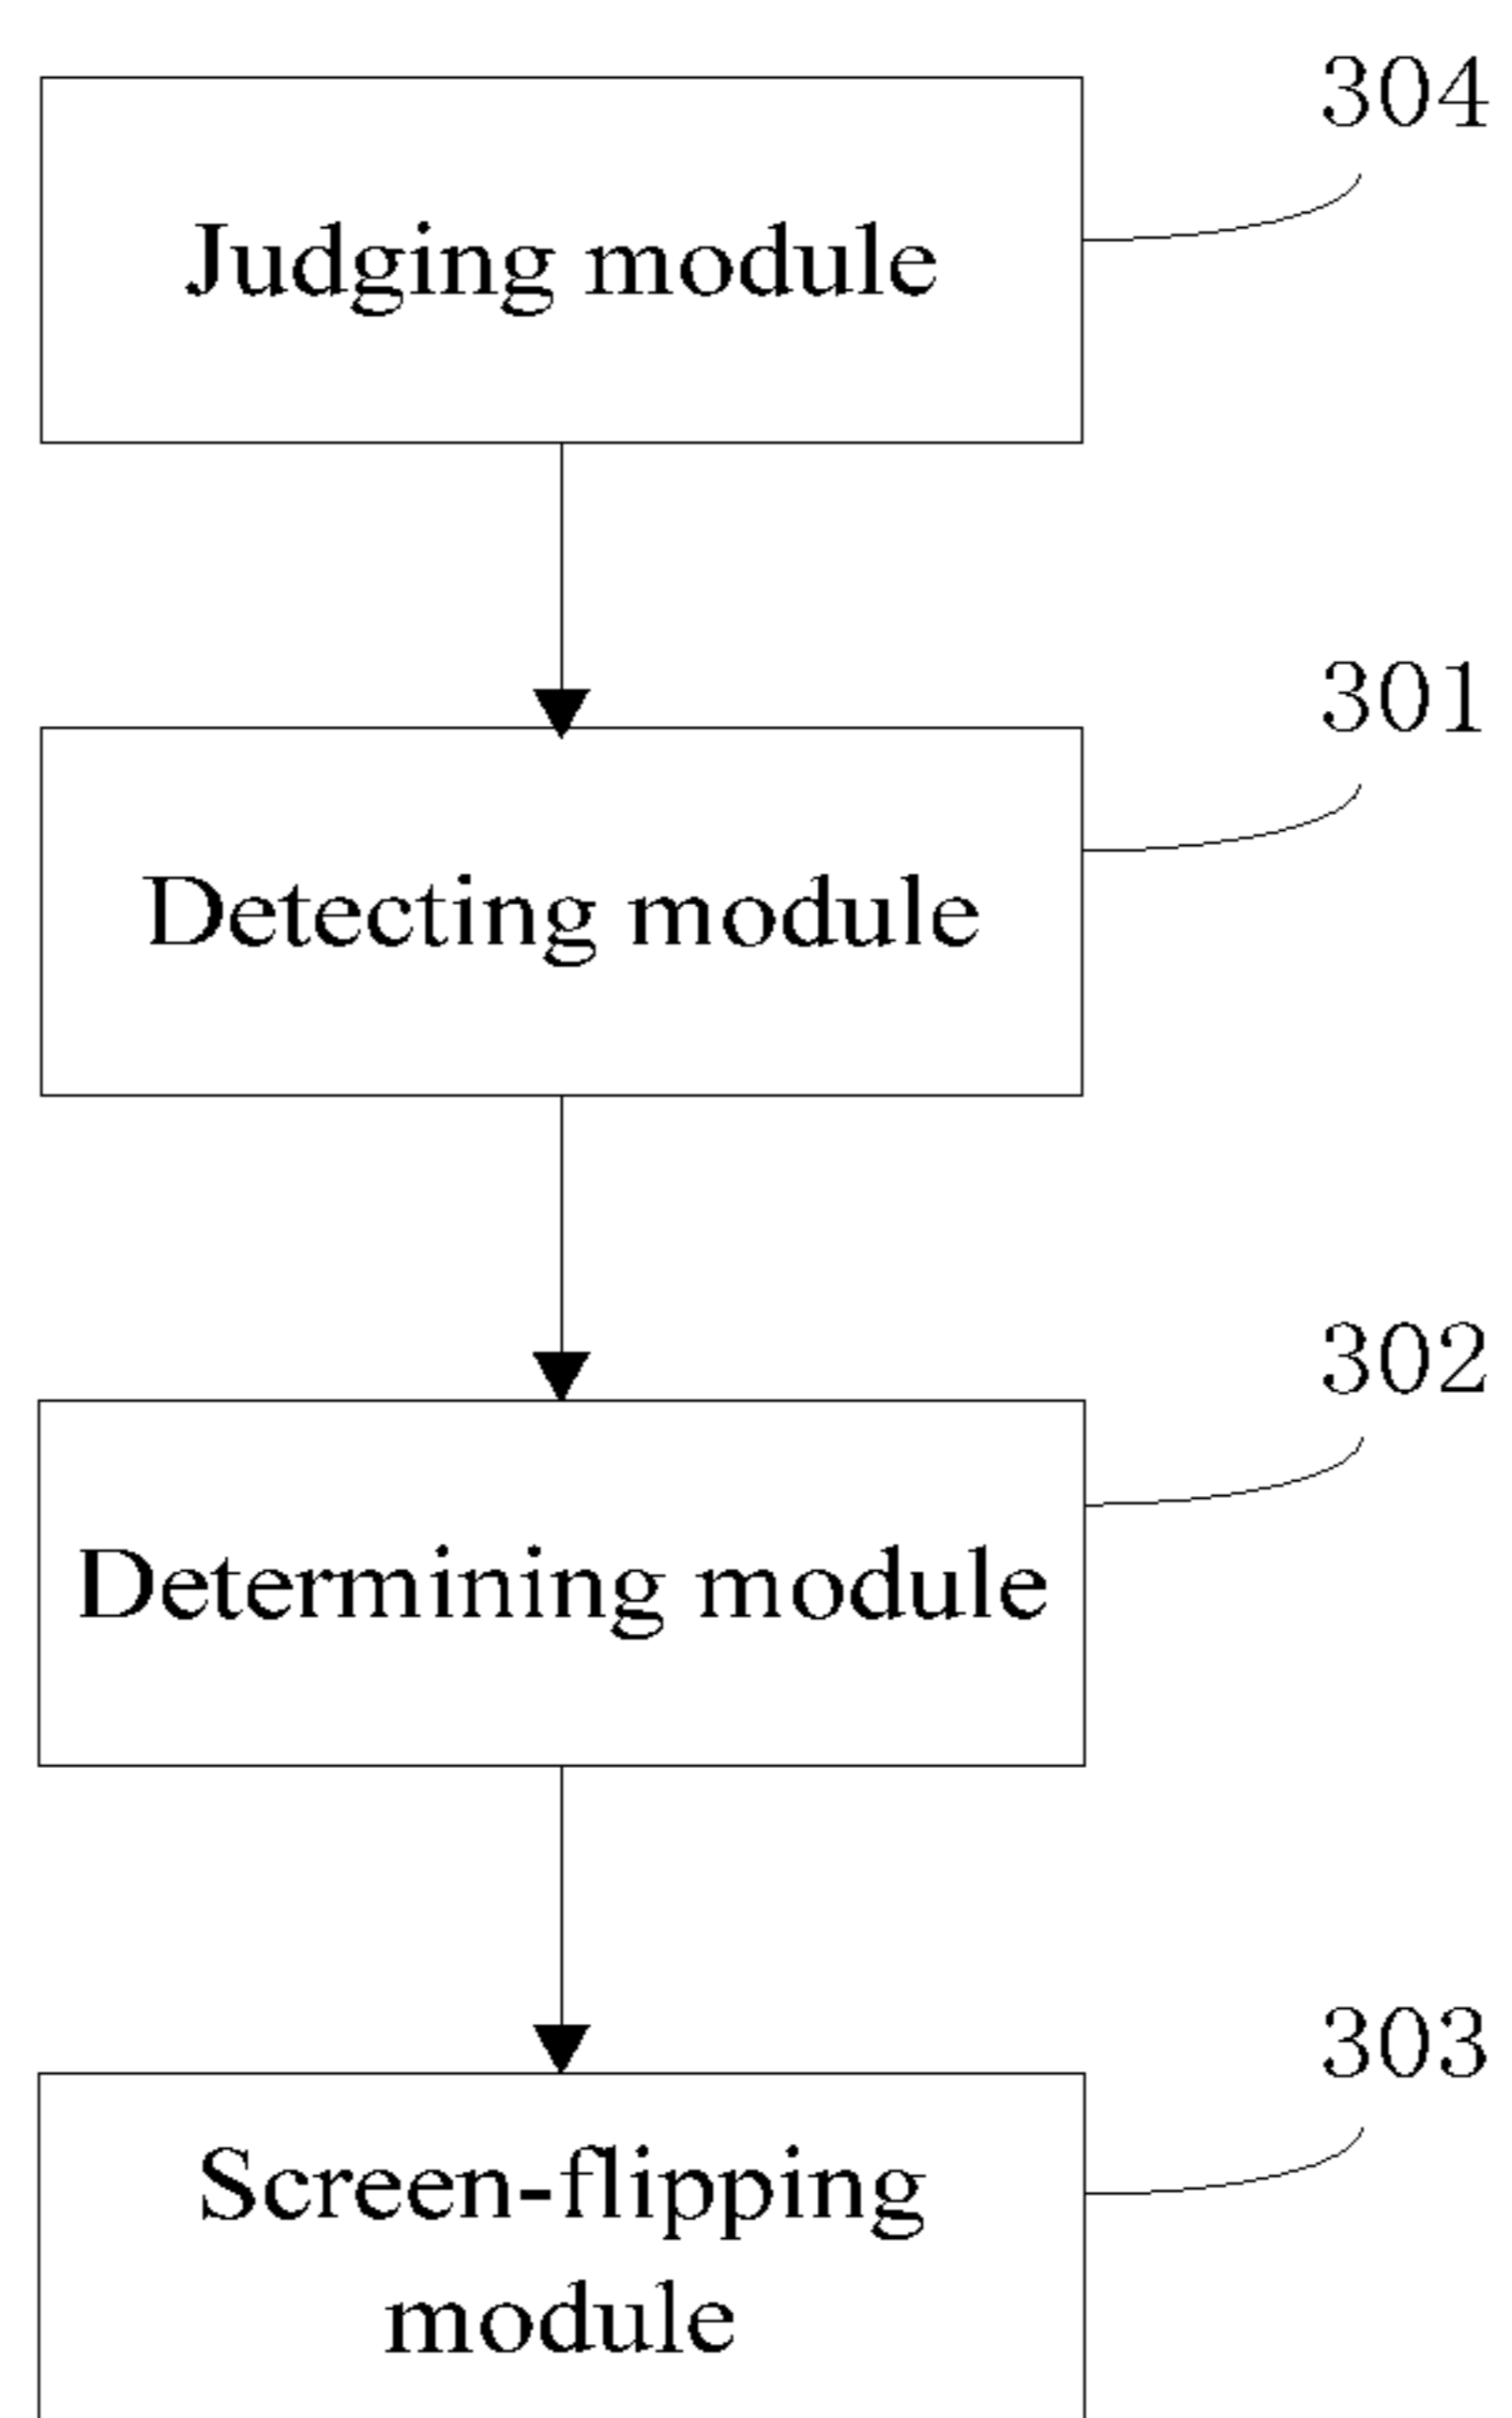 304
Judging module
301
Detecting module
302
Determining module
303
Screen-flipping
module